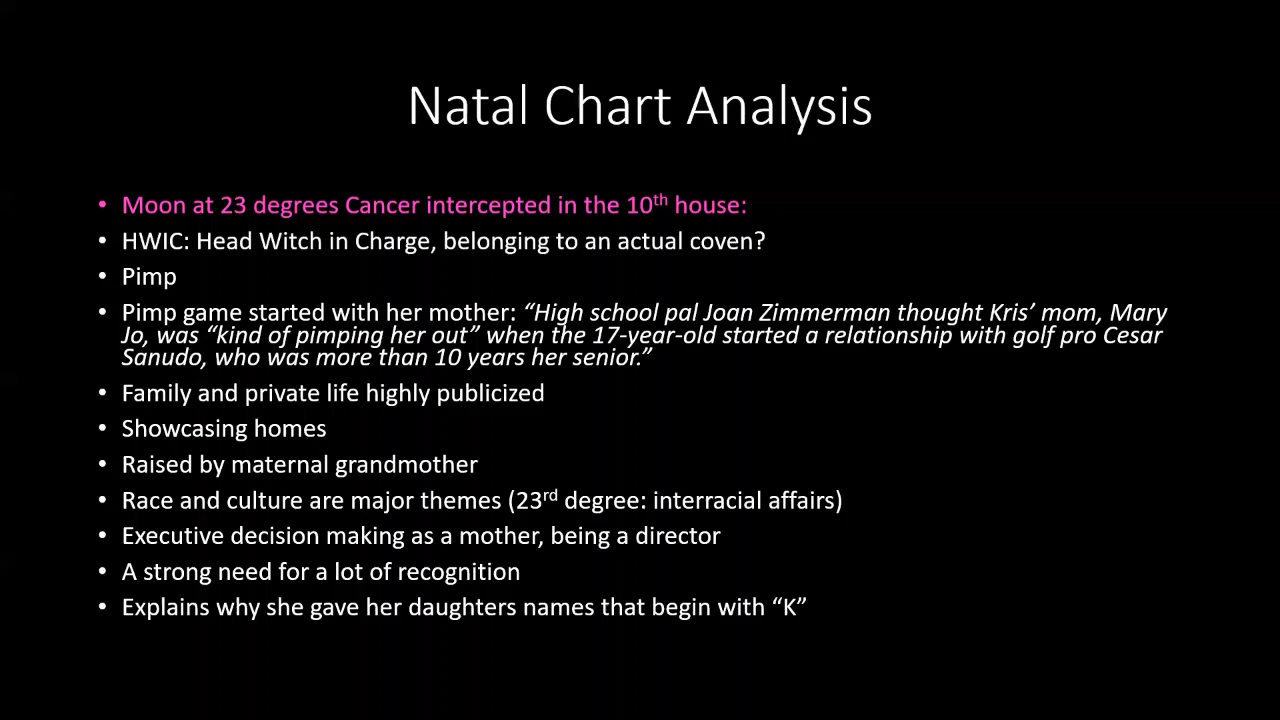 Natal Chart Analysis
• Moon at 23 degrees Cancer intercepted in the 10th house:
• HWIC: Head Witch in Charge, belonging to an actual coven?
• Pimp
• Pimp game started with her mother: “High school pal Joan Zimmerman thought Kris’ mom, Mary
Jo, was “kind of pimping her out” when the 17-year-old started a relationship with golf pro Cesar
Sanudo, who was more than 10 years her senior.”
• Family and private life highly publicized
• Showcasing homes
• Raised by maternal grandmother
• Race and culture are major themes (23rd degree: interracial affairs)
• Executive decision making as a mother, being a director
• A strong need for a lot of recognition
• Explains why she gave her daughters names that begin with “K”